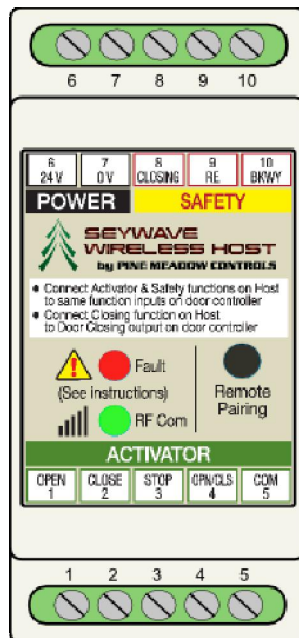 6 7 8 9 10
6 7 8 9 10
24 V 0V CLOSING R.E. BKWY
POWER SAFETY
SEYWAVE
WIRELESS HOST
by PINE MEADOW CONTROLS
• Connect Activator & Safety functions on Host
to same function inputs on door controller
• Connect Closing function on Host
to Door Closing output on door controller
Fault
(See instructions)
RF Com
Remote
Pairing
ACTIVATOR
OPEN CLOSE STOP OPN/CLS COM
1 2 3 4 5
1 2 3 4 5